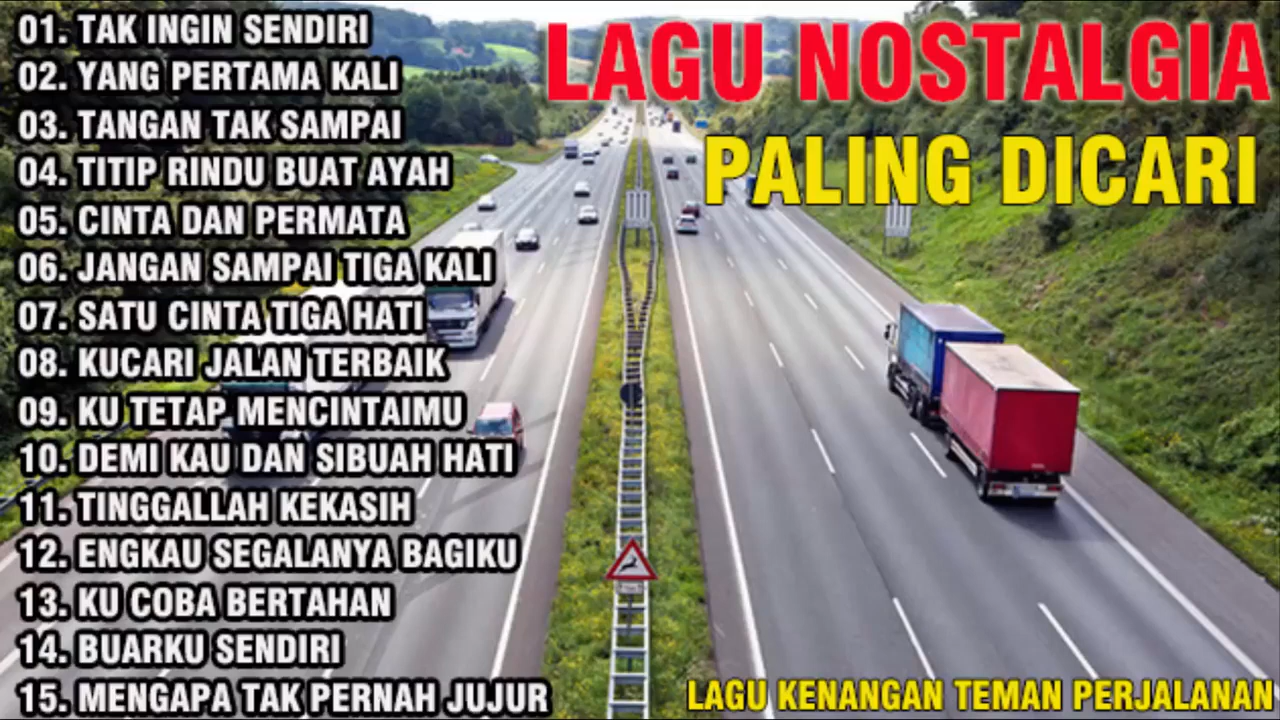 01. TAK INGIN SENDIRI
02. YANG PERTAMA KALI
03. TANGAN TAK SAMPAI
04. TITIP RINDU BUAT AYAH
05. CINTA DAN PERMATA
06. JANGAN SAMPAI TIGA KALI
07. SATU CINTA TIGA HATI
08. KUCARI JALAN TERBAIK
09. KU TETAP MENCINTAIMU
10. DEMI KAU DAN SIBUAH HATI
11. TINGGALLAH KEKASIH
12. ENGKAU SEGALANYA BAGIKU
13. KU COBA BERTAHAN
14. BUARKU SENDIRI
15. MENGAPA TAK PERNAH JUJUR
LAGU NOSTALGIA
PALING DICARI
LAGU KENANGAN TEMAN PERJALANAN